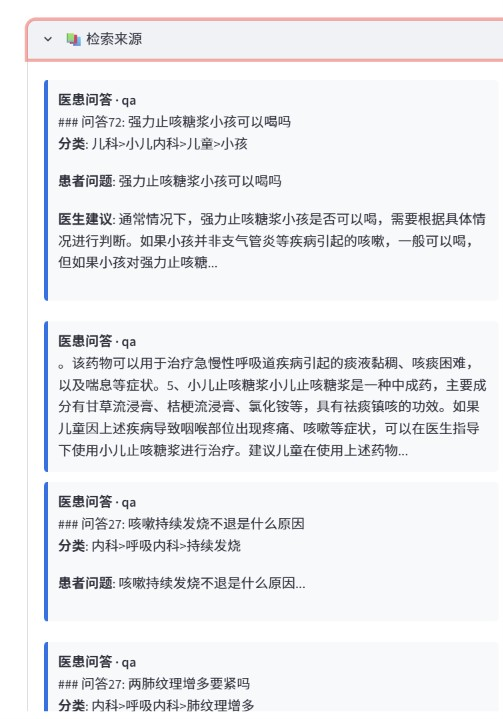 检索来源
医患问答 · qa
### 问答72: 强力止咳糖浆小孩可以喝吗
分类: 儿科>小儿内科>儿童>小孩
患者问题: 强力止咳糖浆小孩可以喝吗
医生建议: 通常情况下，强力止咳糖浆小孩是否可以喝，需要根据具体情
况进行判断。如果小孩并非支气管炎等疾病引起的咳嗽，一般可以喝，
但如果小孩对强力止咳糖...
医患问答 · qa
。该药物可以用于治疗急慢性呼吸道疾病引起的痰液黏稠、咳痰困难，
以及喘息等症状。5、小儿止咳糖浆小儿止咳糖浆是一种中成药，主要成
分有甘草流浸膏、桔梗流浸膏、氯化铵等，具有祛痰镇咳的功效。如果
儿童因上述疾病导致咽喉部位出现疼痛、咳嗽等症状，可以在医生指导
下使用小儿止咳糖浆进行治疗。建议儿童在使用上述药物...
医患问答 · qa
### 问答27: 咳嗽持续发烧不退是什么原因
分类: 内科>呼吸内科>持续发烧
患者问题: 咳嗽持续发烧不退是什么原因...
医患问答 · qa
### 问答27: 两肺纹理增多要紧吗
分类: 内科>呼吸内科>肺纹理增多